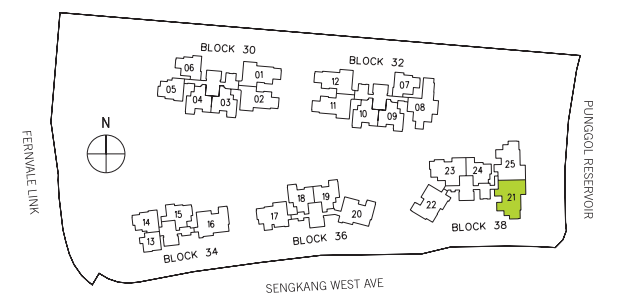 BLOCK 30
BLOCK 32
06
01
05
04
03
02
12
07
11
10
09
08
N
FERNVALE LINK
PUNGGOL RESERVOIR
25
23
24
21
22
BLOCK 38
18
19
17
20
BLOCK 36
14
15
16
13
BLOCK 34
SENGKANG WEST AVE